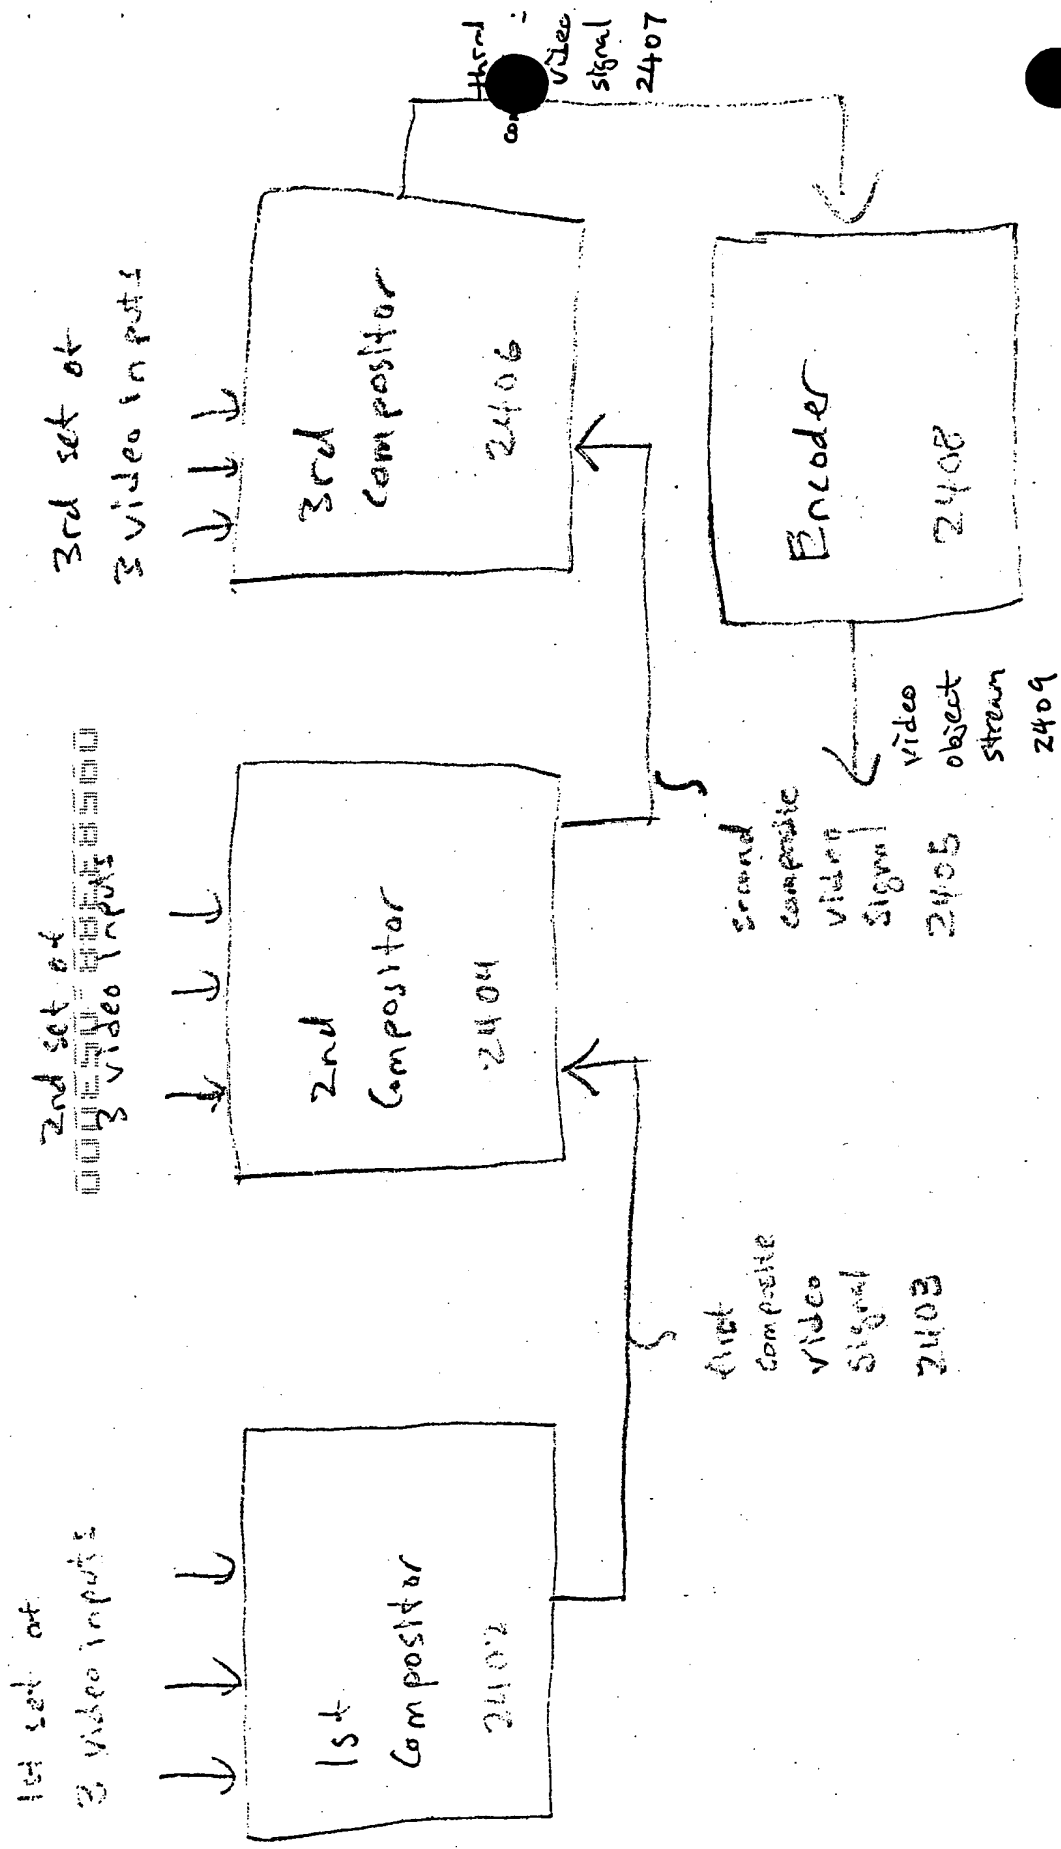 1st set of
3 video inputs
1st
Compositor
2402
first
composite
video
signal
2403
2nd set of
3 video inputs
2nd
Compositor
2404
second
composite
video
signal
2405
3rd set of
3 video inputs
3rd
Compositor
2406
third
video
signal
2407
Encoder
2408
video
object
stream
2409